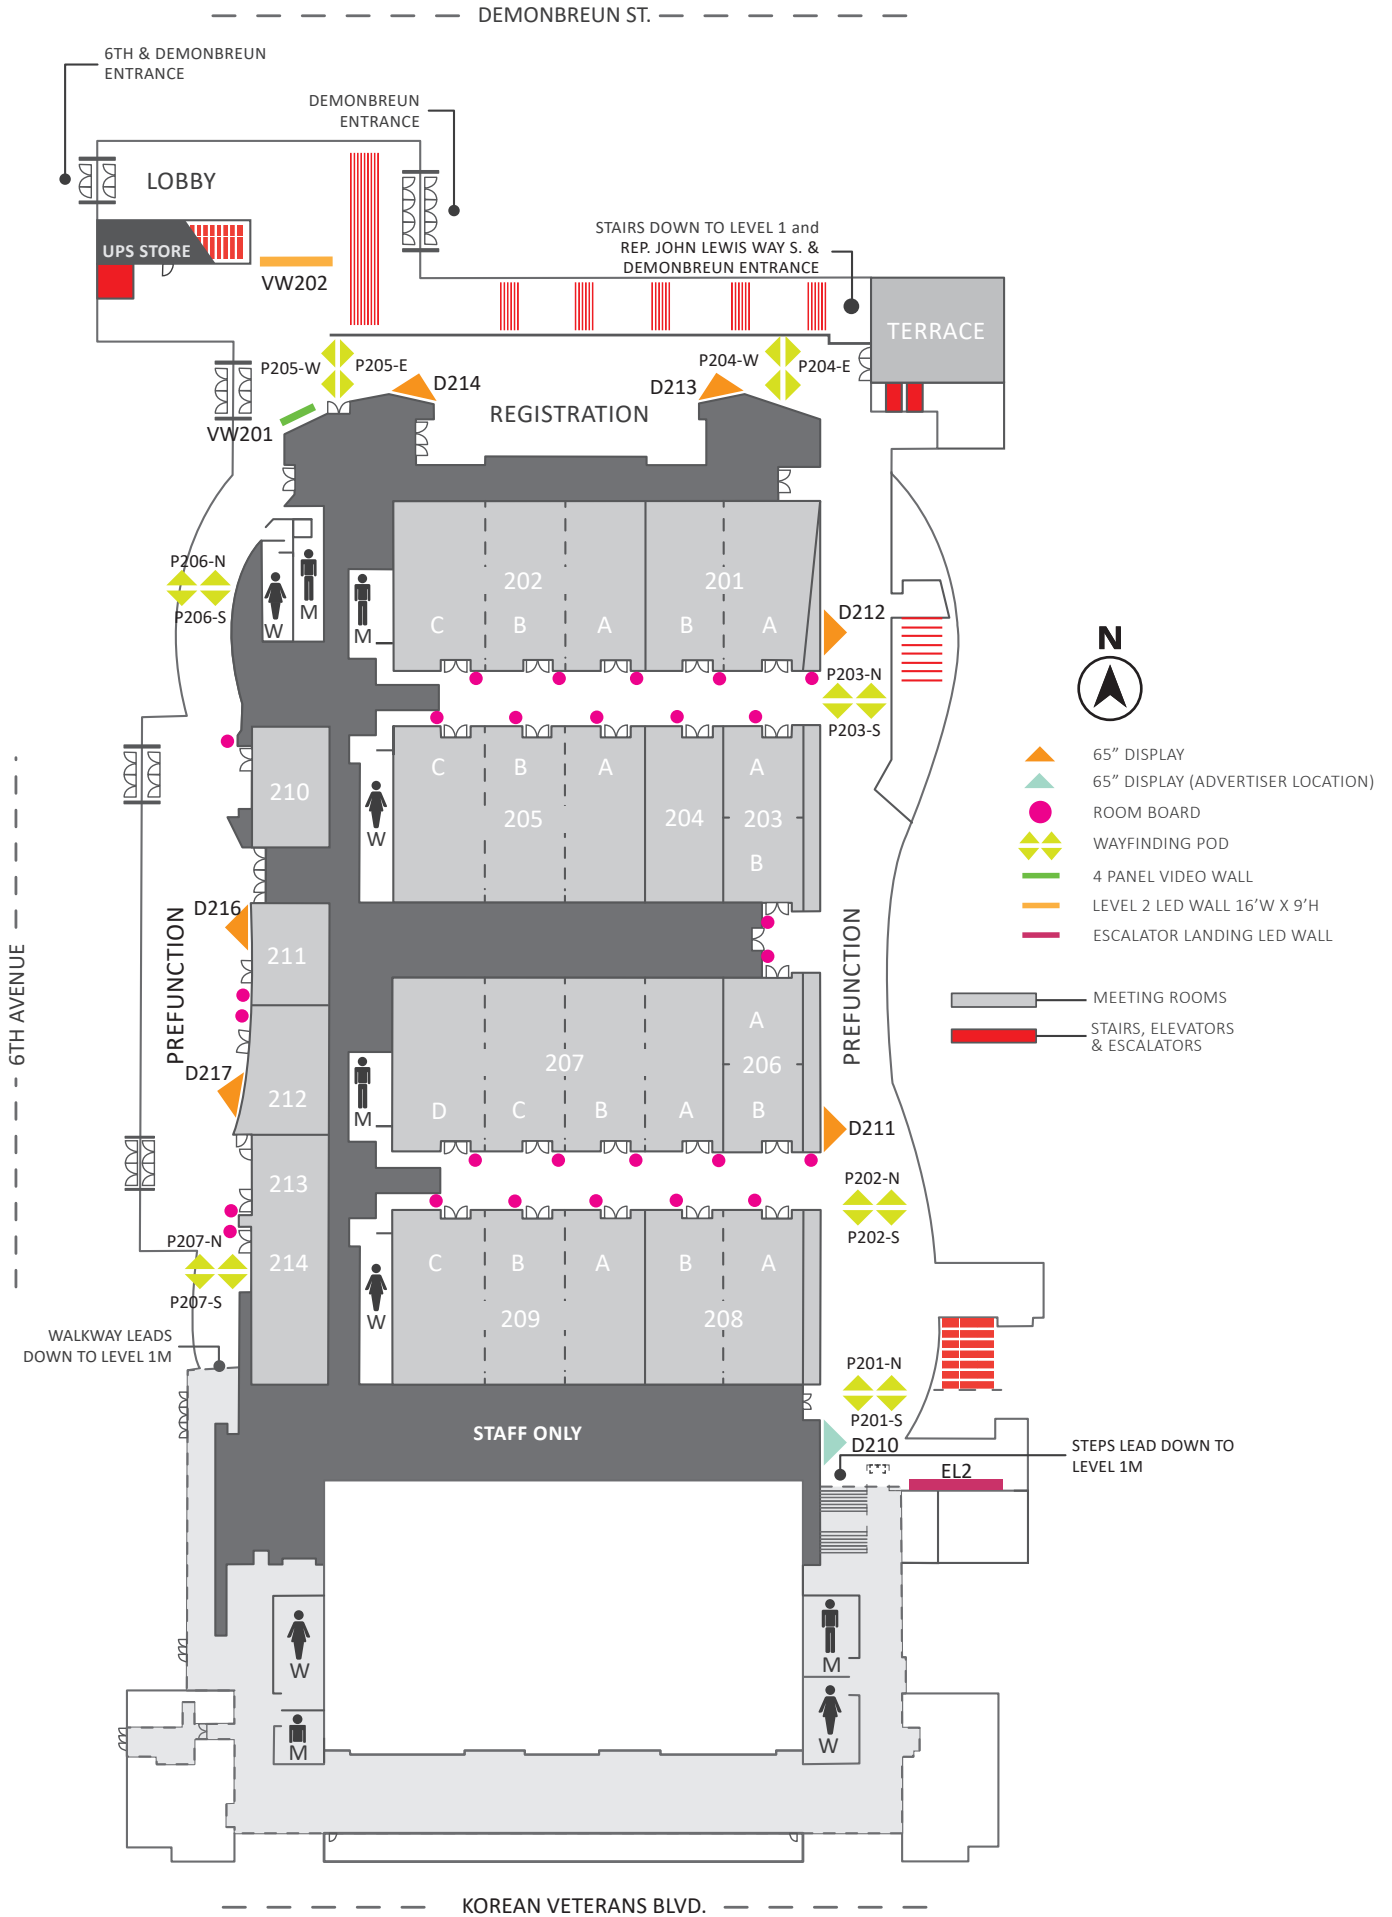 DEMONBREUN ST.
6TH & DEMONBREUN
ENTRANCE
DEMONBREUN
ENTRANCE
LOBBY
STAIRS DOWN TO LEVEL 1 and
REP. JOHN LEWIS WAY S. &
DEMONBREUN ENTRANCE
UPS STORE
VW202
TERRACE
P205-W
P205-E
P204-W
P204-E
D214
D213
REGISTRATION
VW201
P206-N
P206-S
W
M
M
202
201
C
B
A
B
A
D212
P203-N
P203-S
N
65” DISPLAY
65” DISPLAY (ADVERTISER LOCATION)
ROOM BOARD
WAYFINDING POD
4 PANEL VIDEO WALL
LEVEL 2 LED WALL 16’W X 9’H
ESCALATOR LANDING LED WALL
MEETING ROOMS
STAIRS, ELEVATORS
& ESCALATORS
C
B
A
A
210
205
204
203
W
B
6TH AVENUE
PREFUNCTION
PREFUNCTION
D216
211
A
207
206
D217
212
M
D
C
B
A
B
D211
213
P202-N
P202-S
P207-N
P207-S
214
C
B
A
B
A
W
209
208
WALKWAY LEADS
DOWN TO LEVEL 1M
P201-N
P201-S
STAFF ONLY
D210
STEPS LEAD DOWN TO
LEVEL 1M
EL2
W
M
M
W
KOREAN VETERANS BLVD.